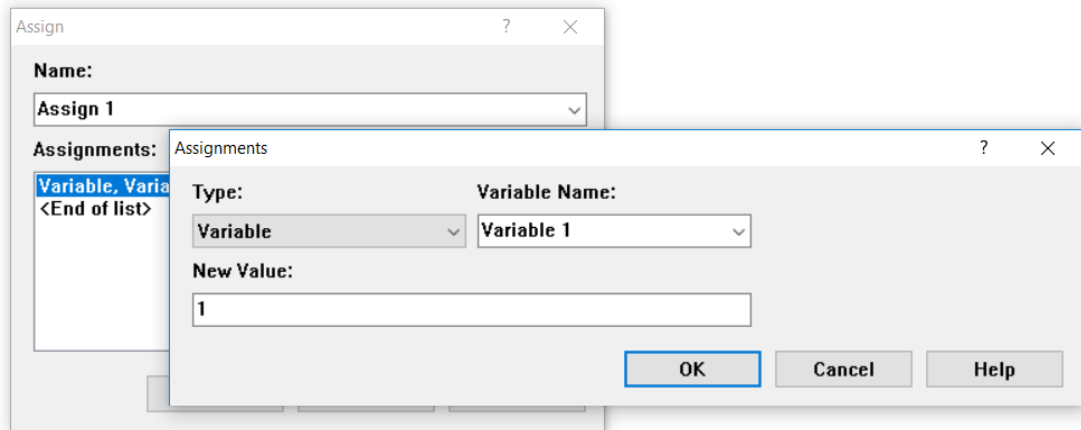 Assign
Name:
Assign 1
Assignments:
Variable, Varia
<End of list>
Assignments
Type:
Variable Name:
Variable
Variable 1
New Value:
1
OK
Cancel
Help